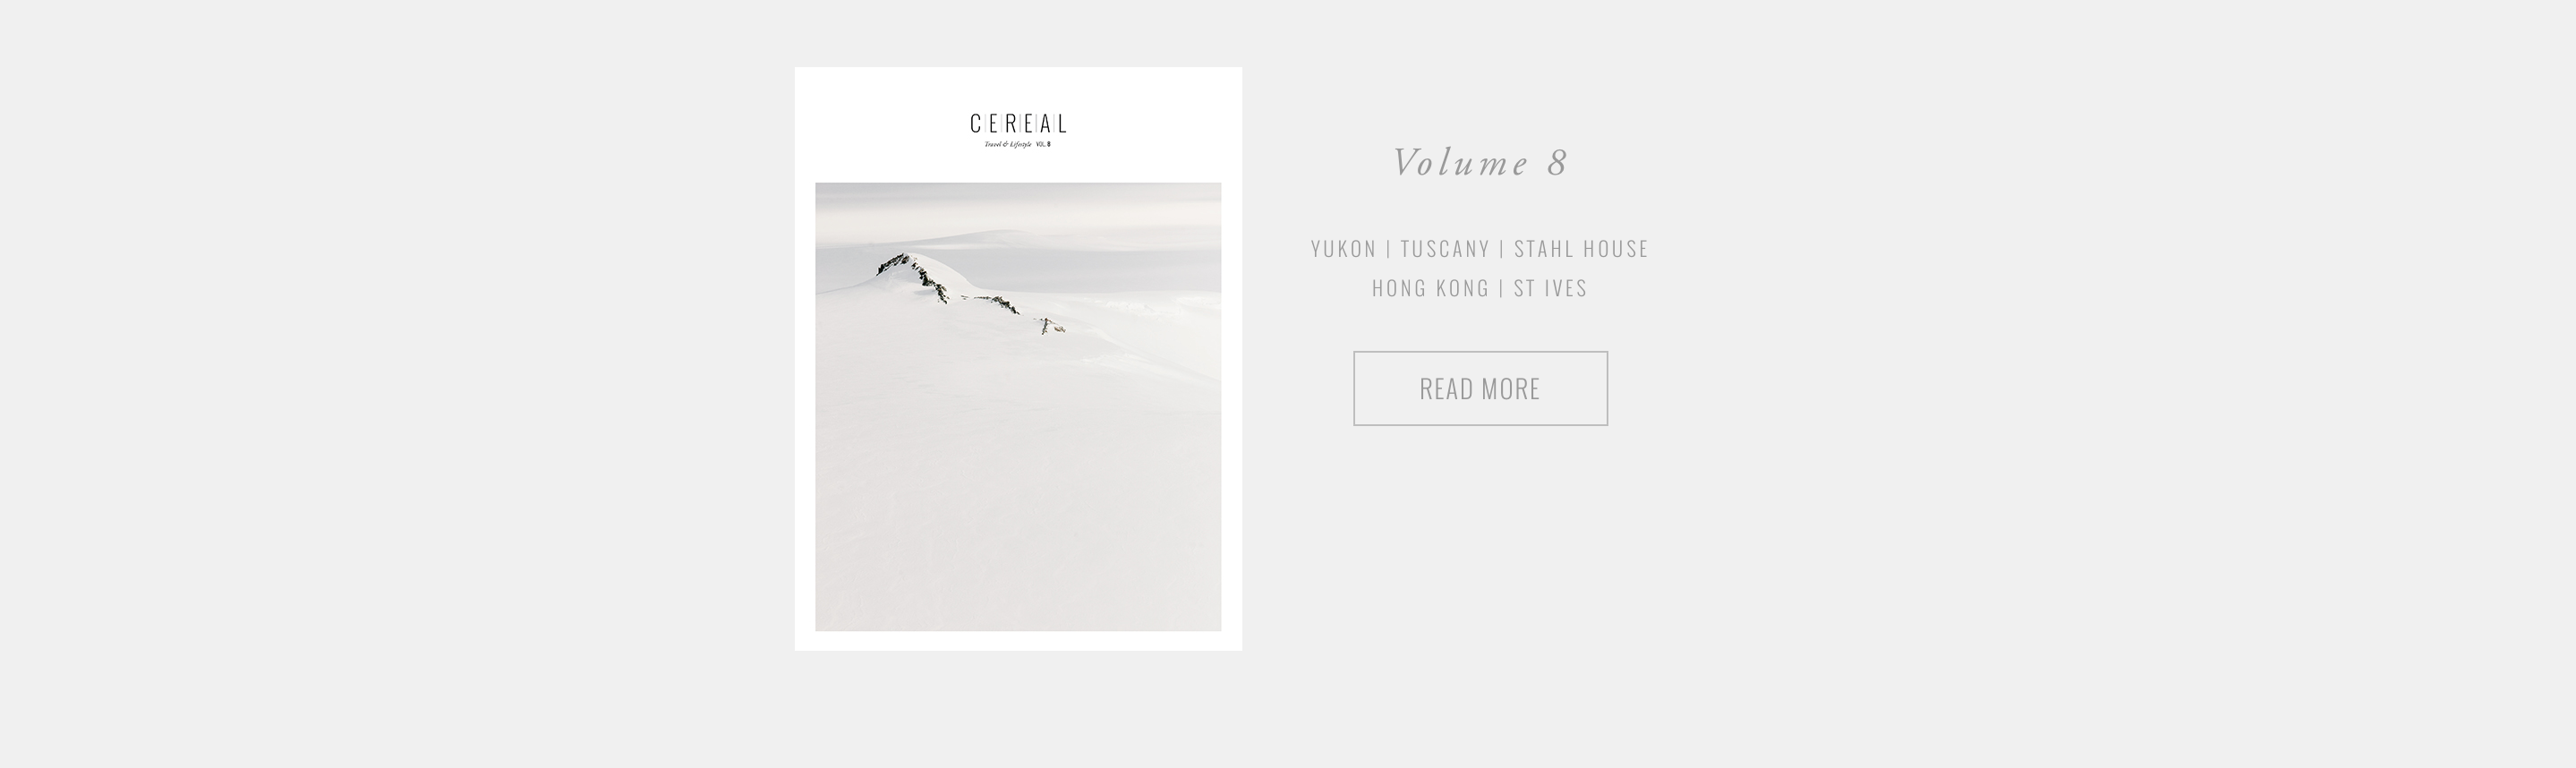 C|E|R|E|A|L
Travel & Lifestyle VOL. 8
Volume 8
YUKON | TUSCANY | STAHL HOUSE
HONG KONG | ST IVES
READ MORE